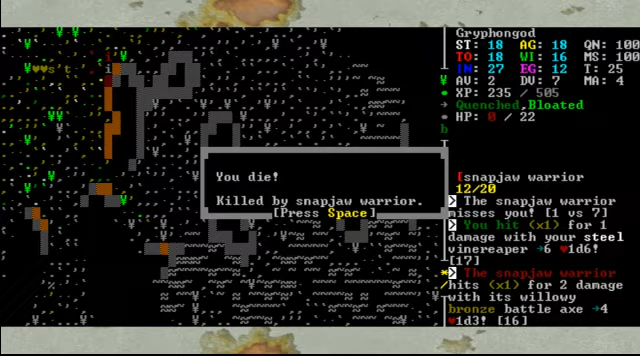 Gryphongod
ST: 18 AG: 18 QN: 100
TO: 18 WI: 16 MS: 100
IN: 27 EG: 12 T: 25
AV: 2 DV: 7 MA: 4
XP: 235 / 505
Quenched,Bloated
HP: 0 / 22
You die!
Killed by snapjaw warrior.
[Press Space]
[snapjaw warrior
12/20
> The snapjaw warrior
misses you! [1 vs 7]
> You hit (x1) for 1
damage with your steel
vinereaper →6 ♥1d6!
[17]
> The snapjaw warrior
hits (x1) for 2 damage
with its willowy
bronze battle axe →4
♥1d3! [16]